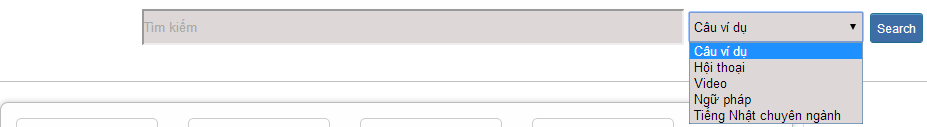 Tìm kiếm
Câu ví dụ
Search
Câu ví dụ
Hội thoại
Video
Ngữ pháp
Tiếng Nhật chuyên ngành